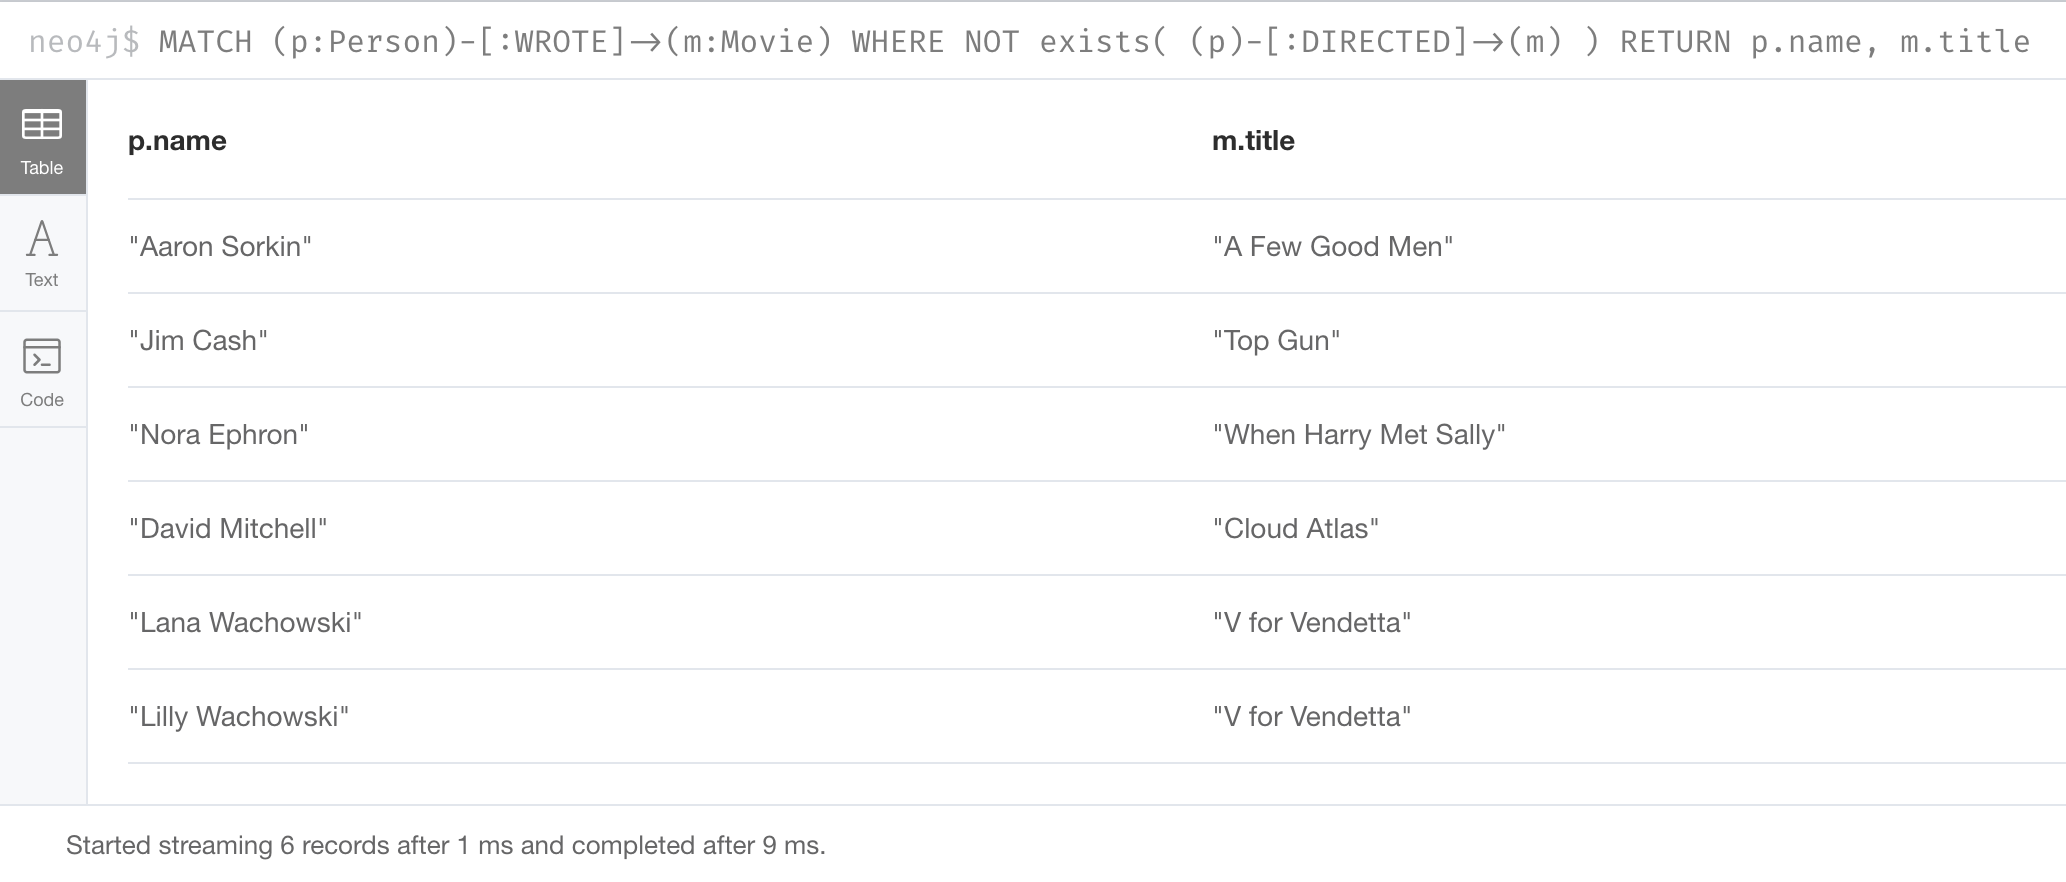 neo4j$ MATCH (p:Person)-[:WROTE]->(m:Movie) WHERE NOT exists( (p)-[:DIRECTED]->(m) ) RETURN p.name, m.title
Table
Text
Code
p.name m.title
"Aaron Sorkin" "A Few Good Men"
"Jim Cash" "Top Gun"
"Nora Ephron" "When Harry Met Sally"
"David Mitchell" "Cloud Atlas"
"Lana Wachowski" "V for Vendetta"
"Lilly Wachowski" "V for Vendetta"
Started streaming 6 records after 1 ms and completed after 9 ms.